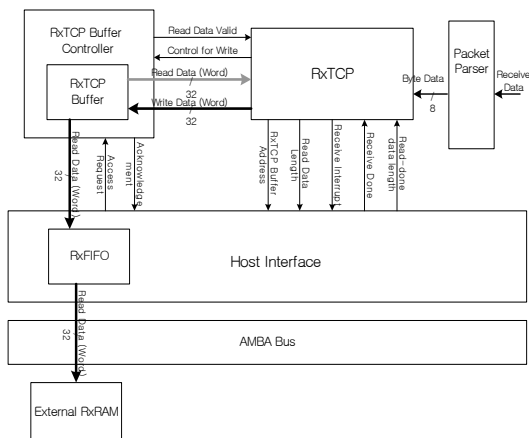 RxTCP Buffer
Controller
RxTCP
Buffer
Read Data Valid
Control for Write
Read Data (Word)
32
Write Data (Word)
32
RxTCP
Packet
Parser
Byte Data
8
Receive
Data
Read Data (Word)
32
Access
Request
Acknowledge
ment
RxTCP Buffer
Address
Read Data
Length
Receive Interrupt
Receive Done
Read-done
data length
RxFIFO
Host Interface
Read Data (Word)
32
AMBA Bus
External RxRAM